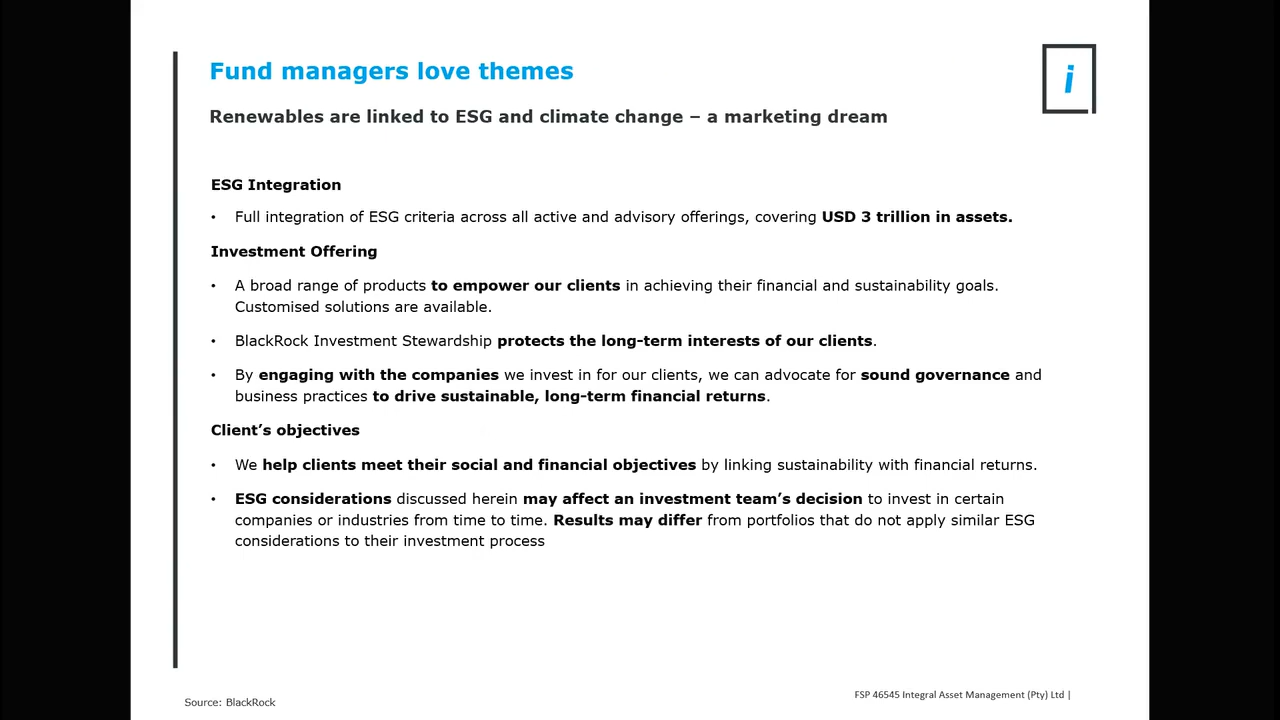 Fund managers love themes
i
Renewables are linked to ESG and climate change – a marketing dream
ESG Integration
• Full integration of ESG criteria across all active and advisory offerings, covering USD 3 trillion in assets.
Investment Offering
• A broad range of products to empower our clients in achieving their financial and sustainability goals.
Customised solutions are available.
• BlackRock Investment Stewardship protects the long-term interests of our clients.
• By engaging with the companies we invest in for our clients, we can advocate for sound governance and
business practices to drive sustainable, long-term financial returns.
Client’s objectives
• We help clients meet their social and financial objectives by linking sustainability with financial returns.
• ESG considerations discussed herein may affect an investment team’s decision to invest in certain
companies or industries from time to time. Results may differ from portfolios that do not apply similar ESG
considerations to their investment process
Source: BlackRock
FSP 46545 Integral Asset Management (Pty) Ltd |